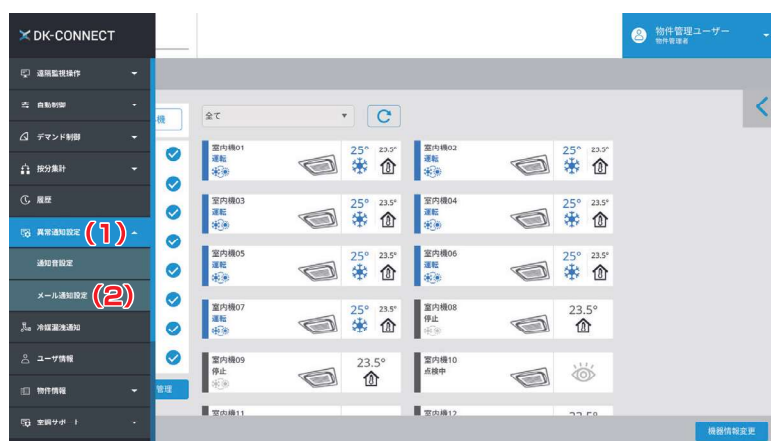 DK-CONNECT
物件管理ユーザー
物件管理者
遠隔監視操作
自動制御
デマンド制御
按分集計
履歴
異常通知設定 (1)
通知音設定
メール通知設定 (2)
冷媒漏洩通知
ユーザ情報
物件情報
空調サポート
機
全て
室内機01
運転
25° 23.5°
室内機02
運転
25° 23.5°
室内機03
運転
25° 23.5°
室内機04
運転
25° 23.5°
室内機05
運転
25° 23.5°
室内機06
運転
25° 23.5°
室内機07
運転
25° 23.5°
室内機08
停止
23.5°
室内機09
停止
23.5°
室内機10
点検中
管理
室内機11
室内機12
23.5°
機器情報変更